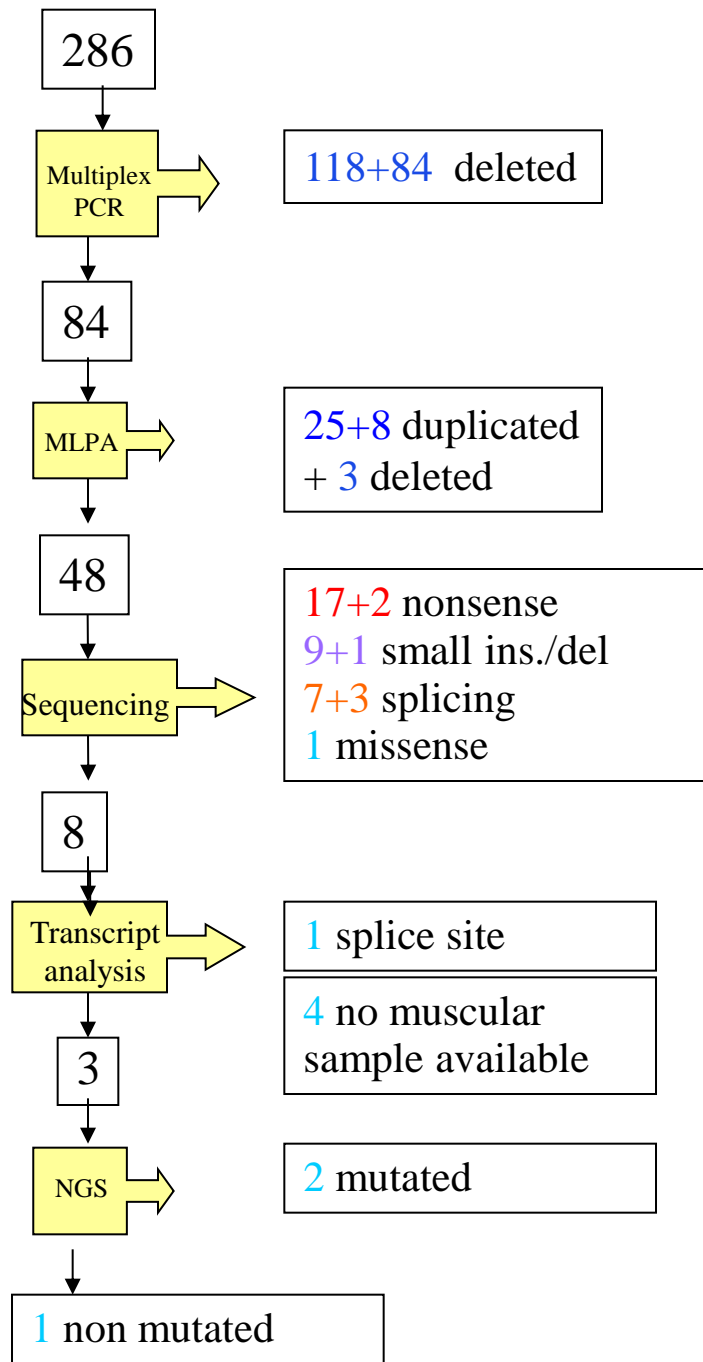 286
Multiplex
PCR
118+84 deleted
84
MLPA
25+8 duplicated
+ 3 deleted
48
Sequencing
17+2 nonsense
9+1 small ins./del
7+3 splicing
1 missense
8
Transcript
analysis
1 splice site
4 no muscular
sample available
3
NGS
2 mutated
1 non mutated